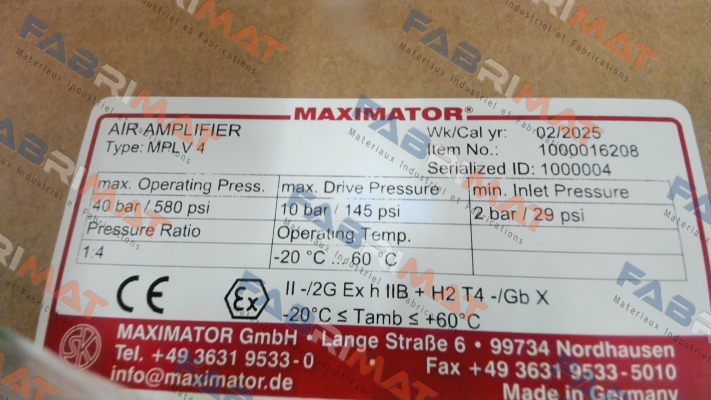 MAXIMATOR®
AIR AMPLIFIER
Type: MPLV 4
Wk/Cal yr: 02/2025
Item No.: 1000016208
Serialized ID: 1000004
max. Operating Press. max. Drive Pressure min. Inlet Pressure
40 bar / 580 psi 10 bar / 145 psi 2 bar / 29 psi
Pressure Ratio Operating Temp.
1:4 -20 °C ...60 °C
CE Ex II -/2G Ex h IIB + H2 T4 -/Gb X
-20°C ≤ Tamb ≤ +60°C
MAXIMATOR GmbH • Lange Straße 6 • 99734 Nordhausen
Tel. +49 3631 9533-0 Fax +49 3631 9533-5010
info@maximator.de Made in Germany
FABRIMAT
Materiaux Industriel et Fabrications